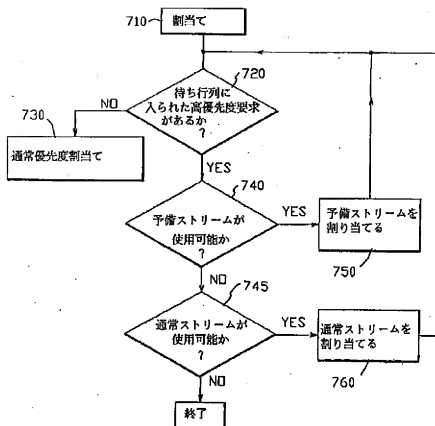 710
割当て
720
待ち行列に
入られた高優先度要求
があるか
?
NO
730
通常優先度割当て
YES
740
予備ストリームが
使用可能か
?
YES
予備ストリームを
割り当てる
750
NO
745
通常ストリームが
使用可能か
?
YES
通常ストリームを
割り当てる
760
NO
終了